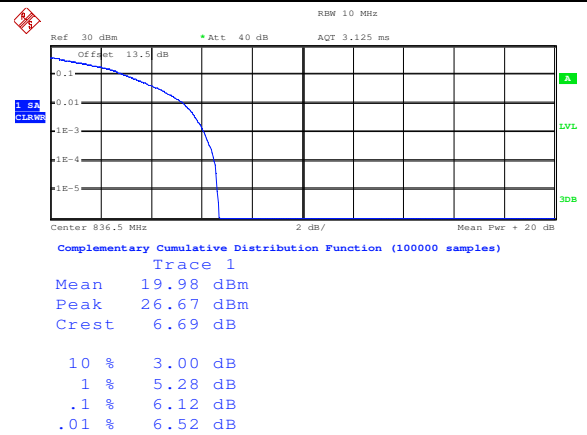 R S
RBW 10 MHz
Ref 30 dBm * Att 40 dB AQT 3.125 ms
Offset 13.5 dB
0.1
A
0.01
1 SA
CLRWR
LVL
1E-3
1E-4
1E-5
3DB
Center 836.5 MHz 2 dB/ Mean Pwr + 20 dB
Complementary Cumulative Distribution Function (100000 samples)
Trace 1
Mean 19.98 dBm
Peak 26.67 dBm
Crest 6.69 dB
10 % 3.00 dB
1 % 5.28 dB
.1 % 6.12 dB
.01 % 6.52 dB